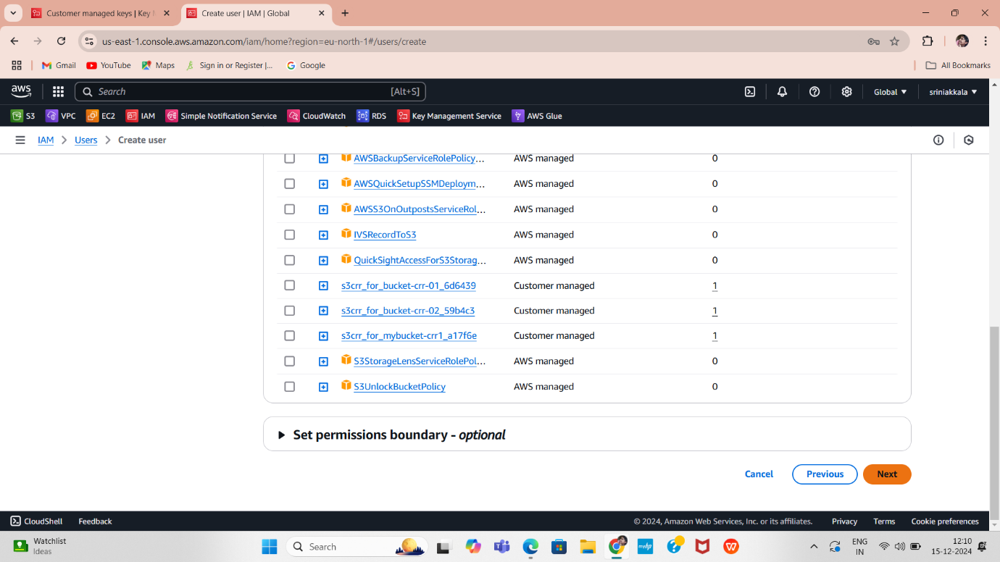 Customer managed keys | Key M
Create user | IAM | Global
us-east-1.console.aws.amazon.com/iam/home?region=eu-north-1#/users/create
Gmail YouTube Maps Sign in or Register |... Google All Bookmarks
aws Search [Alt+S] Global sriniakkala
S3 VPC EC2 IAM Simple Notification Service CloudWatch RDS Key Management Service AWS Glue
IAM Users Create user
AWSBackupServiceRolePolicy... AWS managed 0
AWSQuickSetupSSMDeploym... AWS managed 0
AWSS3OnOutpostsServiceRol... AWS managed 0
IVSRecordToS3 AWS managed 0
QuickSightAccessForS3Storag... AWS managed 0
s3crr_for_bucket-crr-01_6d6439 Customer managed 1
s3crr_for_bucket-crr-02_59b4c3 Customer managed 1
s3crr_for_mybucket-crr1_a17f6e Customer managed 1
S3StorageLensServiceRolePol... AWS managed 0
S3UnlockBucketPolicy AWS managed 0
Set permissions boundary - optional
Cancel Previous Next
CloudShell Feedback © 2024, Amazon Web Services, Inc. or its affiliates. Privacy Terms Cookie preferences
Watchlist
Ideas
Search
myhp
ENG
IN
12:10
15-12-2024